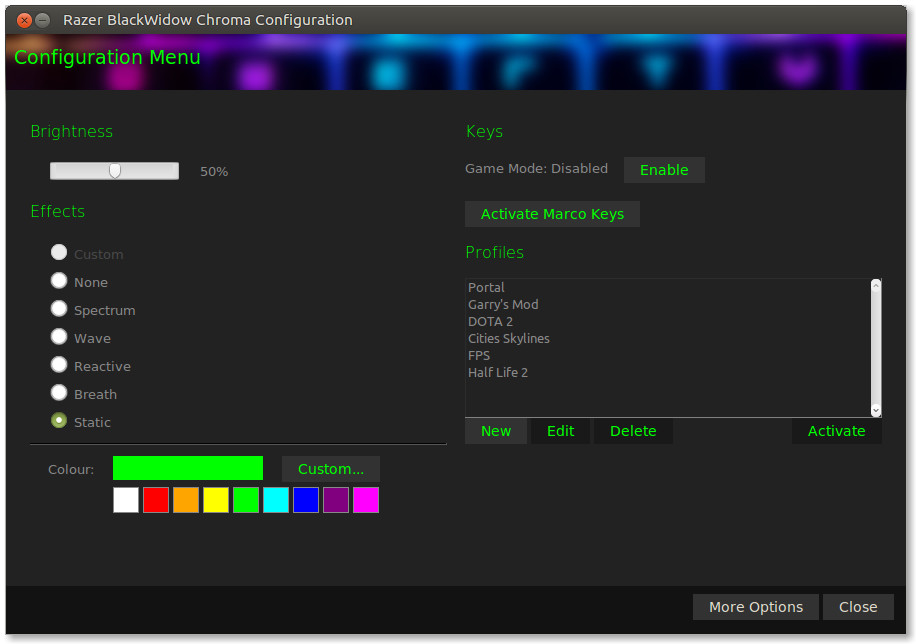 Razer BlackWidow Chroma Configuration
Configuration Menu
Brightness
50%
Effects
Custom
None
Spectrum
Wave
Reactive
Breath
Static
Colour:
Custom...
Keys
Game Mode: Disabled
Enable
Activate Marco Keys
Profiles
Portal
Garry's Mod
DOTA 2
Cities Skylines
FPS
Half Life 2
New
Edit
Delete
Activate
More Options
Close